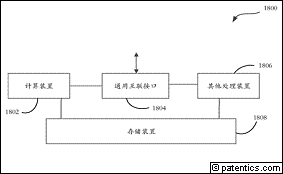 1800
计算装置
通用互联接口
其他处理装置
1806
1802
1804
1808
存储装置
© patentics.com